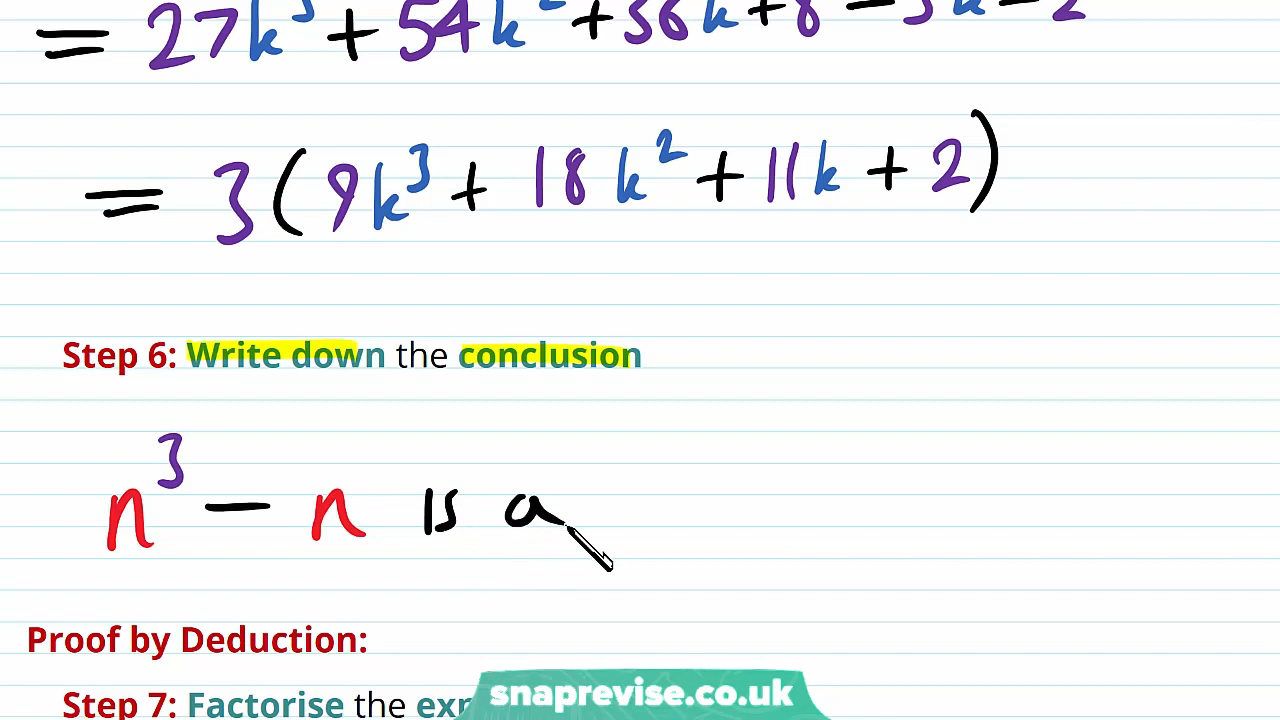 = 27k³ + 54k² + 36k + 8 - 3k - 2
= 3(9k³ + 18k² + 11k + 2)
Step 6: Write down the conclusion
n³ - n is a
Proof by Deduction:
Step 7: Factorise the exp
snaprevise.co.uk